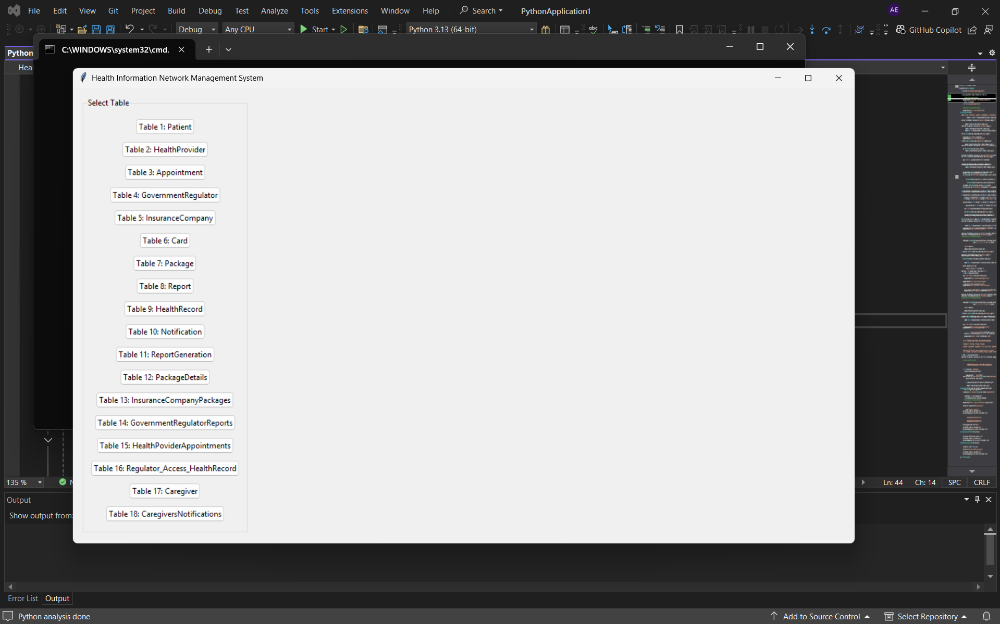 File Edit View Git Project Build Debug Test Analyze Tools Extensions Window Help Search PythonApplication1 AE
Debug Any CPU Start Python 3.13 (64-bit) abc GitHub Copilot
Python
C:\WINDOWS\system32\cmd.
Hea
Health Information Network Management System
Select Table
Table 1: Patient
Table 2: HealthProvider
Table 3: Appointment
Table 4: GovernmentRegulator
Table 5: InsuranceCompany
Table 6: Card
Table 7: Package
Table 8: Report
Table 9: HealthRecord
Table 10: Notification
Table 11: ReportGeneration
Table 12: PackageDetails
Table 13: InsuranceCompanyPackages
Table 14: GovernmentRegulatorReports
Table 15: HealthPoviderAppointments
Table 16: Regulator_Access_HealthRecord
Table 17: Caregiver
Table 18: CaregiversNotifications
135 % N Ln: 44 Ch: 14 SPC CRLF
Output
Show output from:
Error List Output
Python analysis done Add to Source Control Select Repository